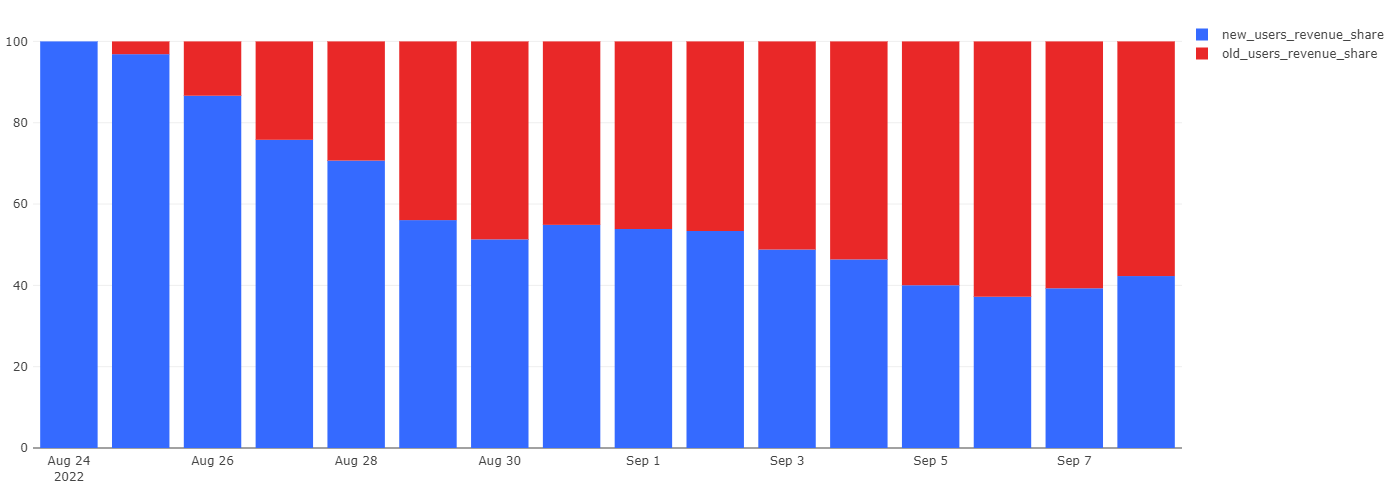 new_users_revenue_share
old_users_revenue_share
100
80
60
40
20
0
Aug 24
2022
Aug 26
Aug 28
Aug 30
Sep 1
Sep 3
Sep 5
Sep 7